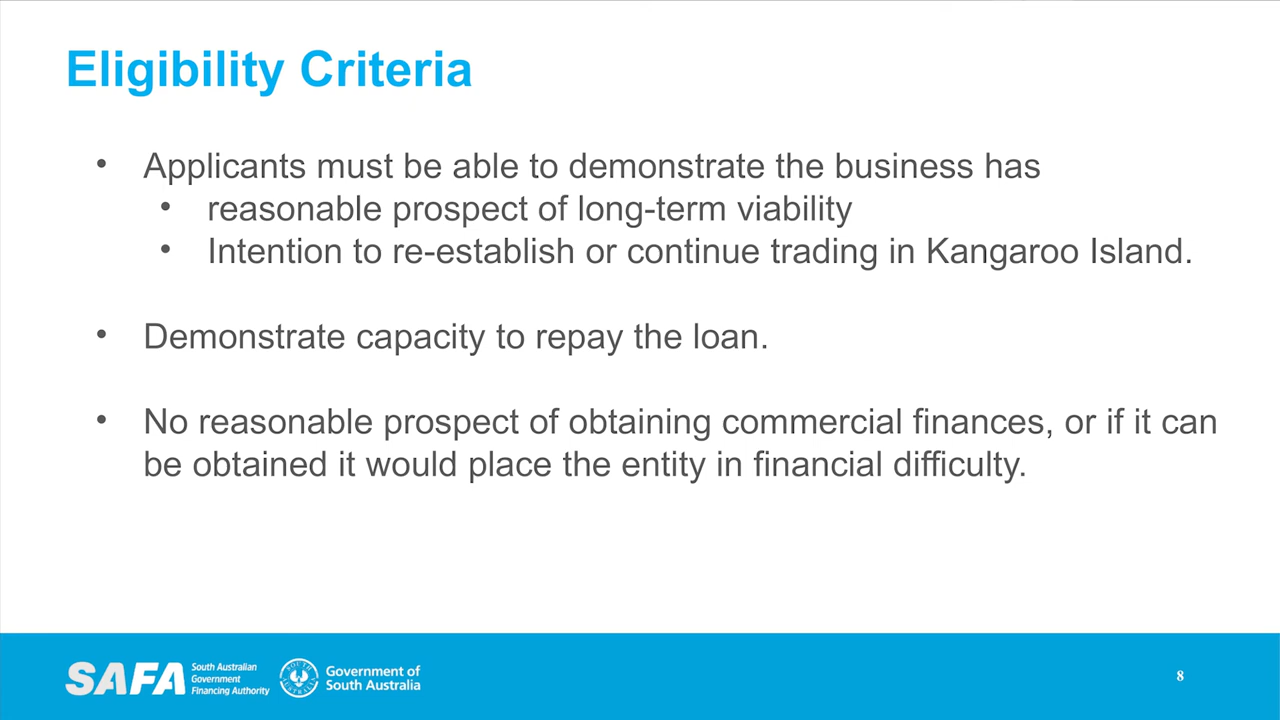 Eligibility Criteria
• Applicants must be able to demonstrate the business has
• reasonable prospect of long-term viability
• Intention to re-establish or continue trading in Kangaroo Island.
• Demonstrate capacity to repay the loan.
• No reasonable prospect of obtaining commercial finances, or if it can
be obtained it would place the entity in financial difficulty.
SAFA
South Australian
Government
Financing Authority
SOUTH
AUSTRALIA
Government of
South Australia
8